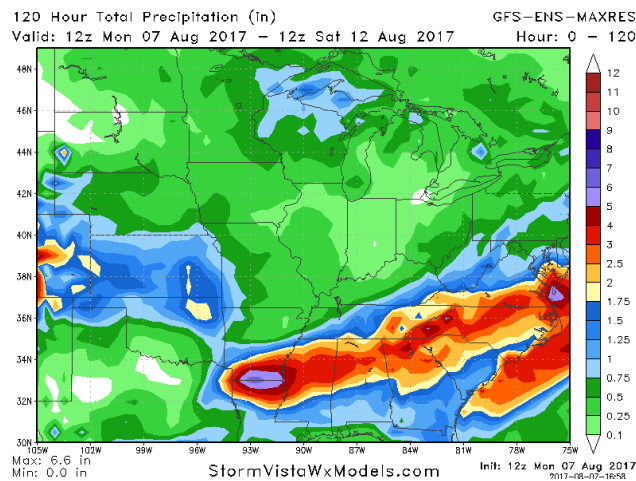 120 Hour Total Precipitation (in) GFS-ENS-MAXRES
Valid: 12z Mon 07 Aug 2017 - 12z Sat 12 Aug 2017 Hour: 0 - 120
48N
46N
44N
42N
40N
38N
36N
34N
32N
30N
105W 102W 99W 96W 93W 90W 87W 84W 81W 78W 75W
12
11
10
9
8
7
6
5
4
3
2.5
2
1.75
1.5
1.25
1
0.75
0.5
0.25
0.1
Max: 6.6 in
Min: 0.0 in
StormVistaWxModels.com
Init: 12z Mon 07 Aug 2017
2017-08-07-16:58